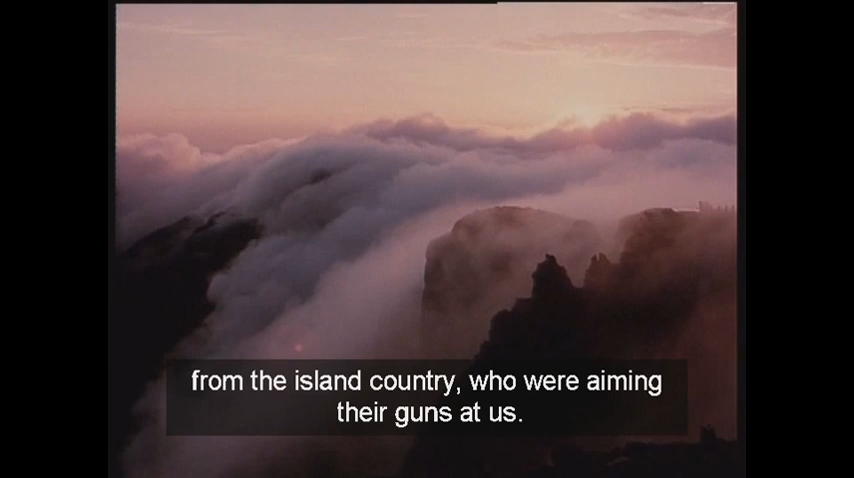 from the island country, who were aiming
their guns at us.